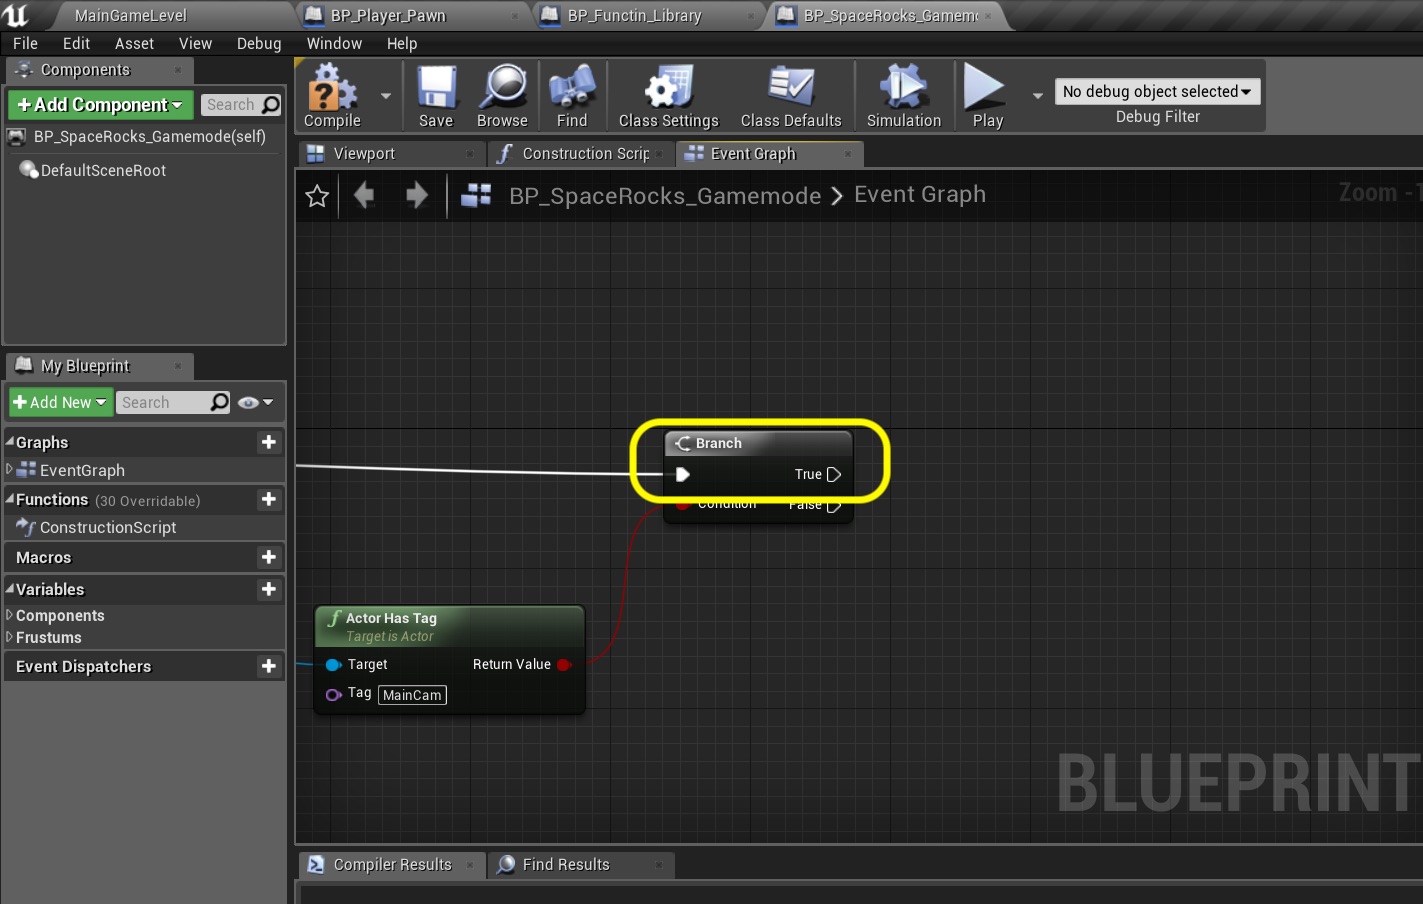 MainGameLevel
BP_Player_Pawn
BP_Functin_Library
BP_SpaceRocks_Gamem
File Edit Asset View Debug Window Help
Components
Add Component
Search
BP_SpaceRocks_Gamemode(self)
DefaultSceneRoot
Compile
Save
Browse
Find
Class Settings
Class Defaults
Simulation
Play
No debug object selected
Debug Filter
Viewport
Construction Scrip
Event Graph
BP_SpaceRocks_Gamemode > Event Graph
Zoom -1
My Blueprint
+ Add New
Search
Graphs
EventGraph
Functions (30 Overridable)
ConstructionScript
Macros
Variables
Components
Frustums
Event Dispatchers
Branch
True
Condition False
Actor Has Tag
Target is Actor
Target Return Value
Tag MainCam
BLUEPRINT
Compiler Results
Find Results